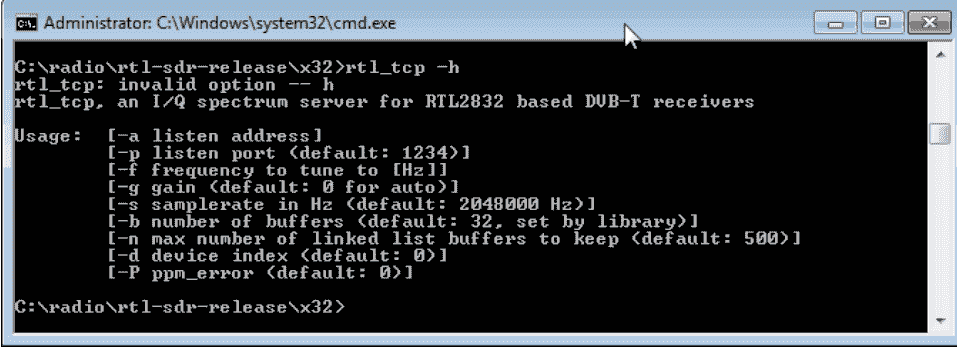 Administrator: C:\Windows\system32\cmd.exe
C:\radio\rtl-sdr-release\x32>rtl_tcp -h
rtl_tcp: invalid option -- h
rtl_tcp, an I/Q spectrum server for RTL2832 based DVB-T receivers
Usage:  [-a listen address]
        [-p listen port (default: 1234)]
        [-f frequency to tune to [Hz]]
        [-g gain (default: 0 for auto)]
        [-s samplerate in Hz (default: 2048000 Hz)]
        [-b number of buffers (default: 32, set by library)]
        [-n max number of linked list buffers to keep (default: 500)]
        [-d device index (default: 0)]
        [-P ppm_error (default: 0)]
C:\radio\rtl-sdr-release\x32>